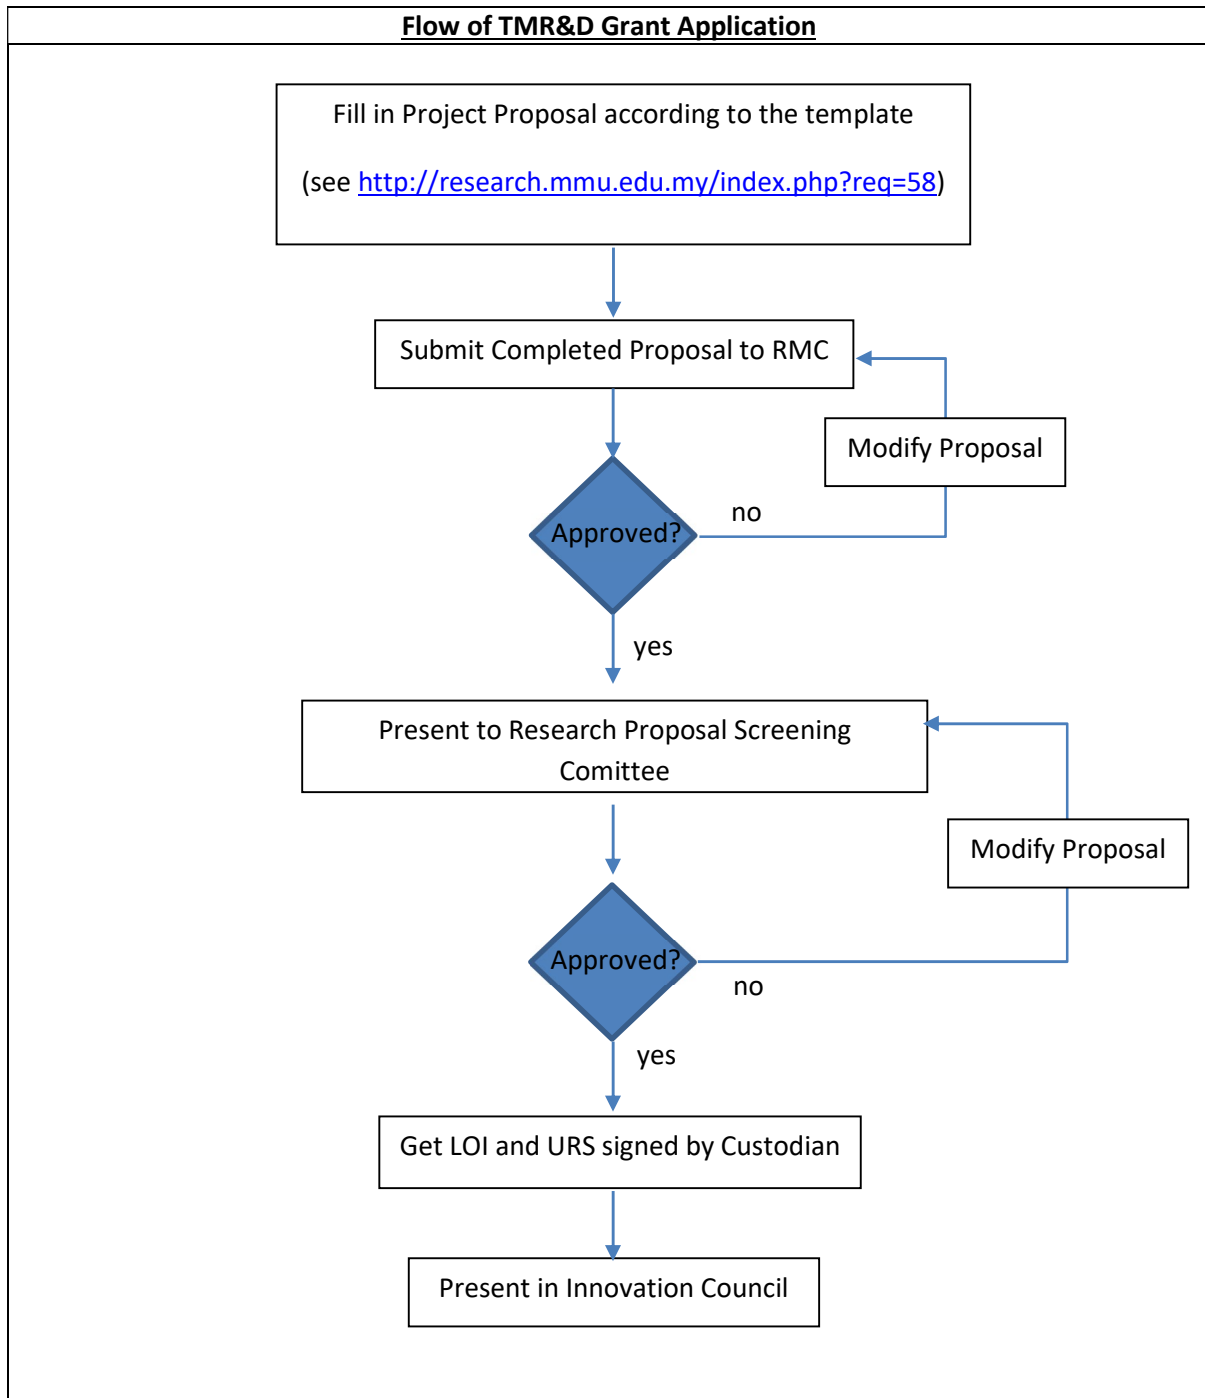 Flow of TMR&D Grant Application
Fill in Project Proposal according to the template
(see http://research.mmu.edu.my/index.php?req=58)
Submit Completed Proposal to RMC
Modify Proposal
Approved?
no
yes
Present to Research Proposal Screening
Comittee
Modify Proposal
Approved?
no
yes
Get LOI and URS signed by Custodian
Present in Innovation Council